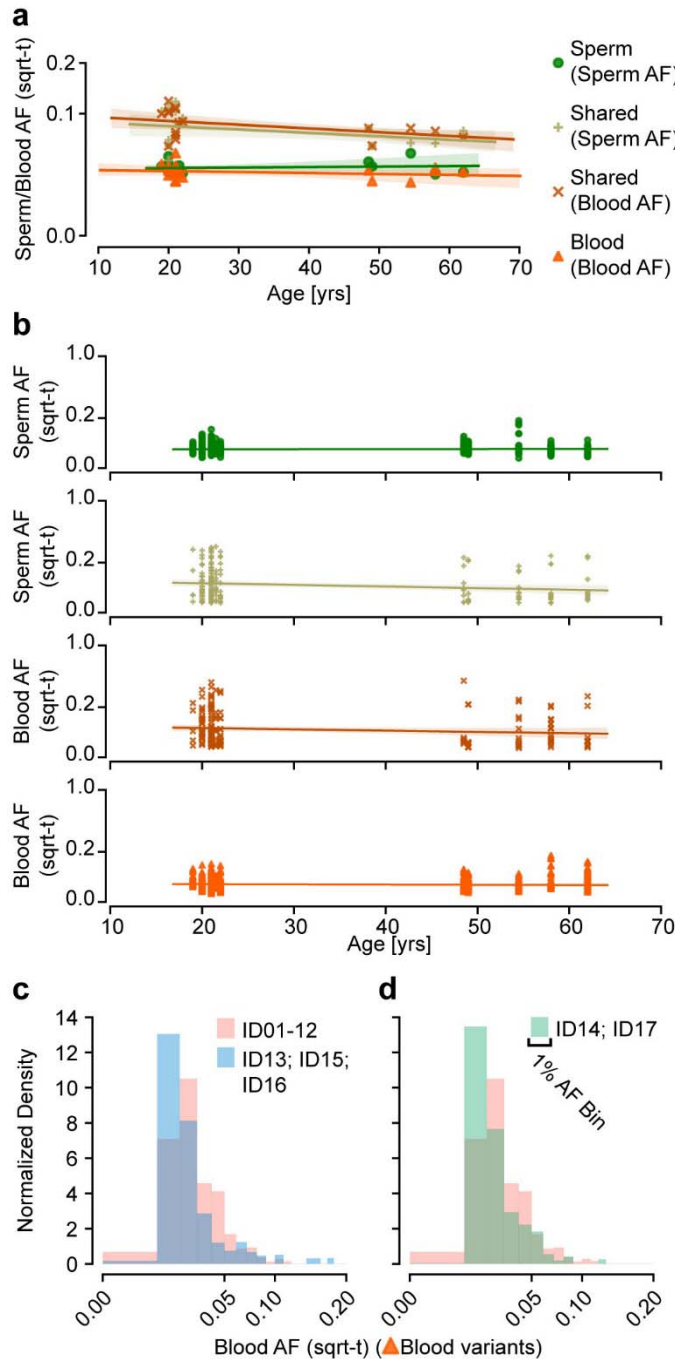 a
Sperm/Blood AF (sqrt-t)
0.2
0.1
0.0
10 20 30 40 50 60 70
Age [yrs]
Sperm
(Sperm AF)
Shared
(Sperm AF)
Shared
(Blood AF)
Blood
(Blood AF)
b
Sperm AF
(sqrt-t)
1.0
0.2
0.0
Sperm AF
(sqrt-t)
1.0
0.2
0.0
Blood AF
(sqrt-t)
1.0
0.2
0.0
Blood AF
(sqrt-t)
1.0
0.2
0.0
10 20 30 40 50 60 70
Age [yrs]
c
Normalized Density
14
12
10
8
6
4
2
0
ID01-12
ID13; ID15;
ID16
0.00 0.05 0.10 0.20
d
ID14; ID17
1% AF Bin
0.00 0.05 0.10 0.20
Blood AF (sqrt-t) (Blood variants)